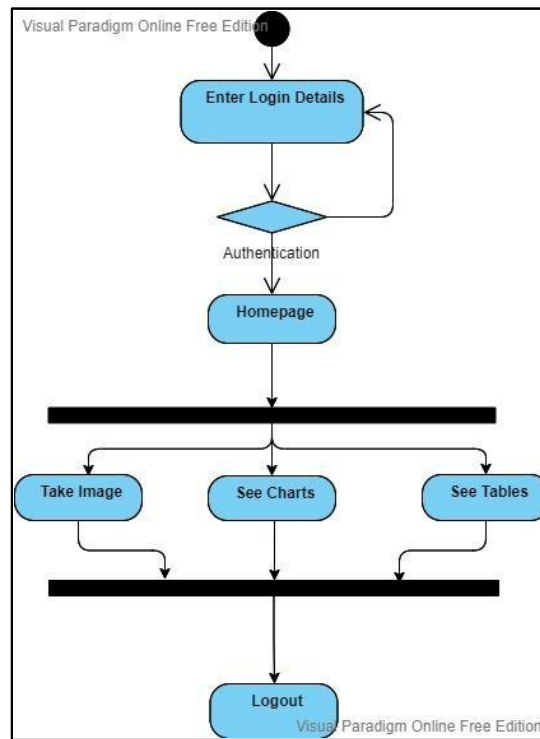 Visual Paradigm Online Free Edition
Enter Login Details
Authentication
Homepage
Take Image
See Charts
See Tables
Logout
Visual Paradigm Online Free Edition